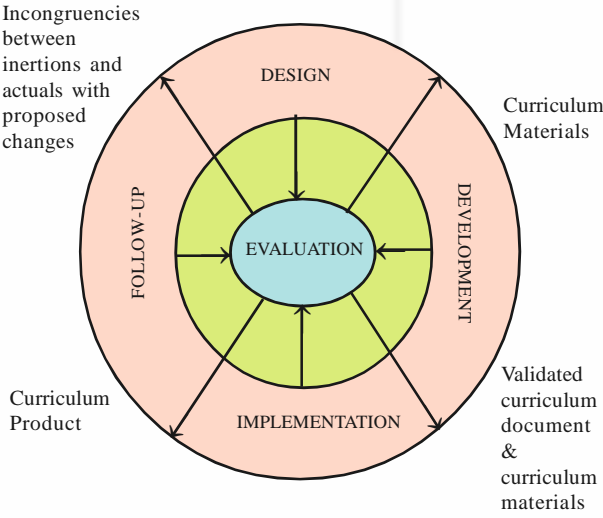 Incongruencies
between
inertions and
actuals with
proposed
changes
DESIGN
Curriculum
Materials
FOLLOW-UP
EVALUATION
DEVELOPMENT
Curriculum
Product
IMPLEMENTATION
Validated
curriculum
document
&
curriculum
materials